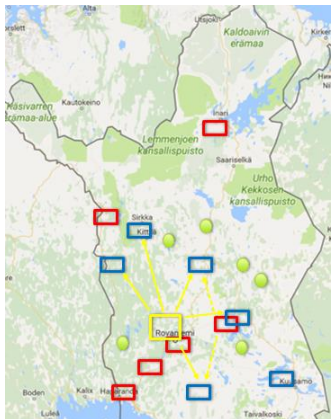 Alta
Utsjoki
Kaldoaivin
erämaa
Kautokeino
Käsivarren
erämaa-alue
Inari
Lemmenjoen
kansallispuisto
Saariselkä
Urho
Kekkosen
kansallispuisto
Sirkka
Kittilä
Rovaniemi
Kuusamo
Boden
Kalix
Haparanda
Taivalkoski
Luleå